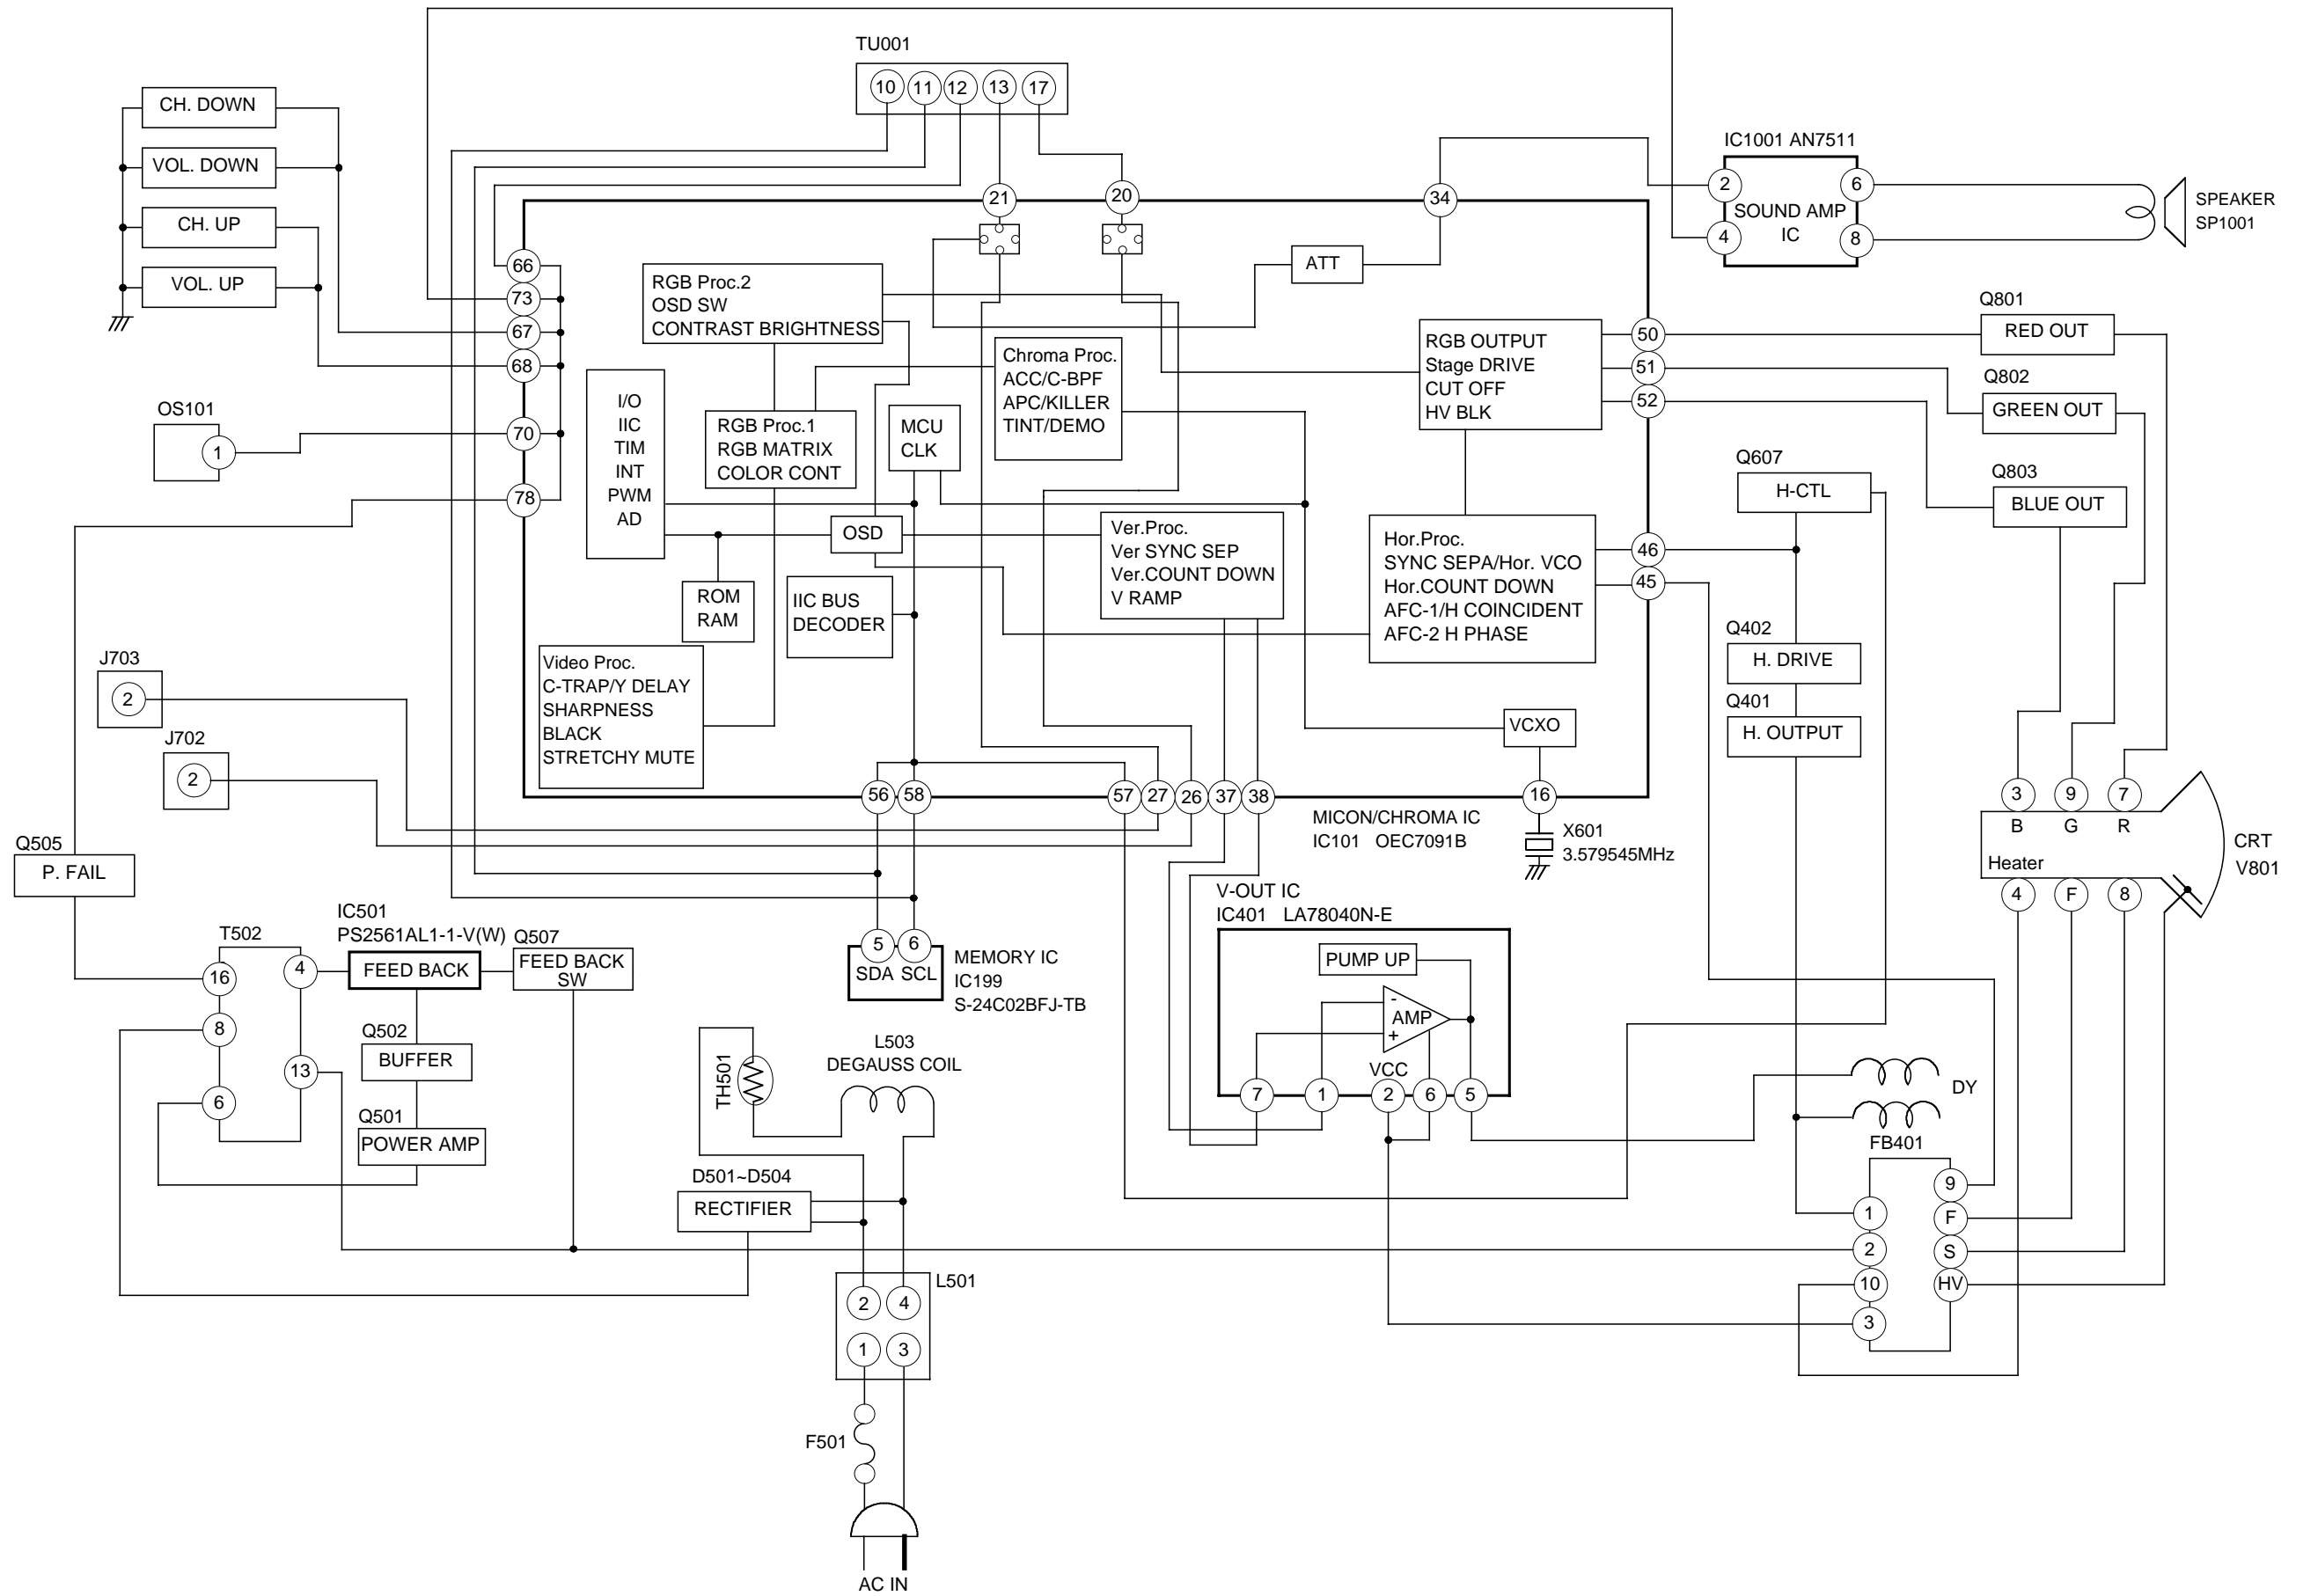 TU001
10 11 12 13 17
CH. DOWN
VOL. DOWN
CH. UP
VOL. UP
IC1001 AN7511
2 6
SOUND AMP
IC
4 8
SPEAKER
SP1001
21 20 34
66
73
67
68
70
78
OS101
1
ATT
RGB Proc.2
OSD SW
CONTRAST BRIGHTNESS
Chroma Proc.
ACC/C-BPF
APC/KILLER
TINT/DEMO
RGB OUTPUT
Stage DRIVE
CUT OFF
HV BLK
50
51
52
Q801
RED OUT
Q802
GREEN OUT
Q803
BLUE OUT
I/O
IIC
TIM
INT
PWM
AD
RGB Proc.1
RGB MATRIX
COLOR CONT
MCU
CLK
OSD
Ver.Proc.
Ver SYNC SEP
Ver.COUNT DOWN
V RAMP
Hor.Proc.
SYNC SEPA/Hor. VCO
Hor.COUNT DOWN
AFC-1/H COINCIDENT
AFC-2 H PHASE
46
45
Q607
H-CTL
Q402
H. DRIVE
Q401
H. OUTPUT
ROM
RAM
IIC BUS
DECODER
Video Proc.
C-TRAP/Y DELAY
SHARPNESS
BLACK
STRETCHY MUTE
VCXO
J703
2
J702
2
56 58 57 27 26 37 38 16
MICON/CHROMA IC
IC101 OEC7091B
X601
3.579545MHz
3 9 7
B G R
Heater
4 F 8
CRT
V801
Q505
P. FAIL
T502
16
8
6
4
13
IC501
PS2561AL1-1-V(W)
FEED BACK
Q507
FEED BACK
SW
Q502
BUFFER
Q501
POWER AMP
5 6
SDA SCL
MEMORY IC
IC199
S-24C02BFJ-TB
V-OUT IC
IC401 LA78040N-E
PUMP UP
-
AMP
+
VCC
7 1 2 6 5
TH501
L503
DEGAUSS COIL
DY
FB401
1
2
10
3
9
F
S
HV
D501~D504
RECTIFIER
L501
2 4
1 3
F501
AC IN